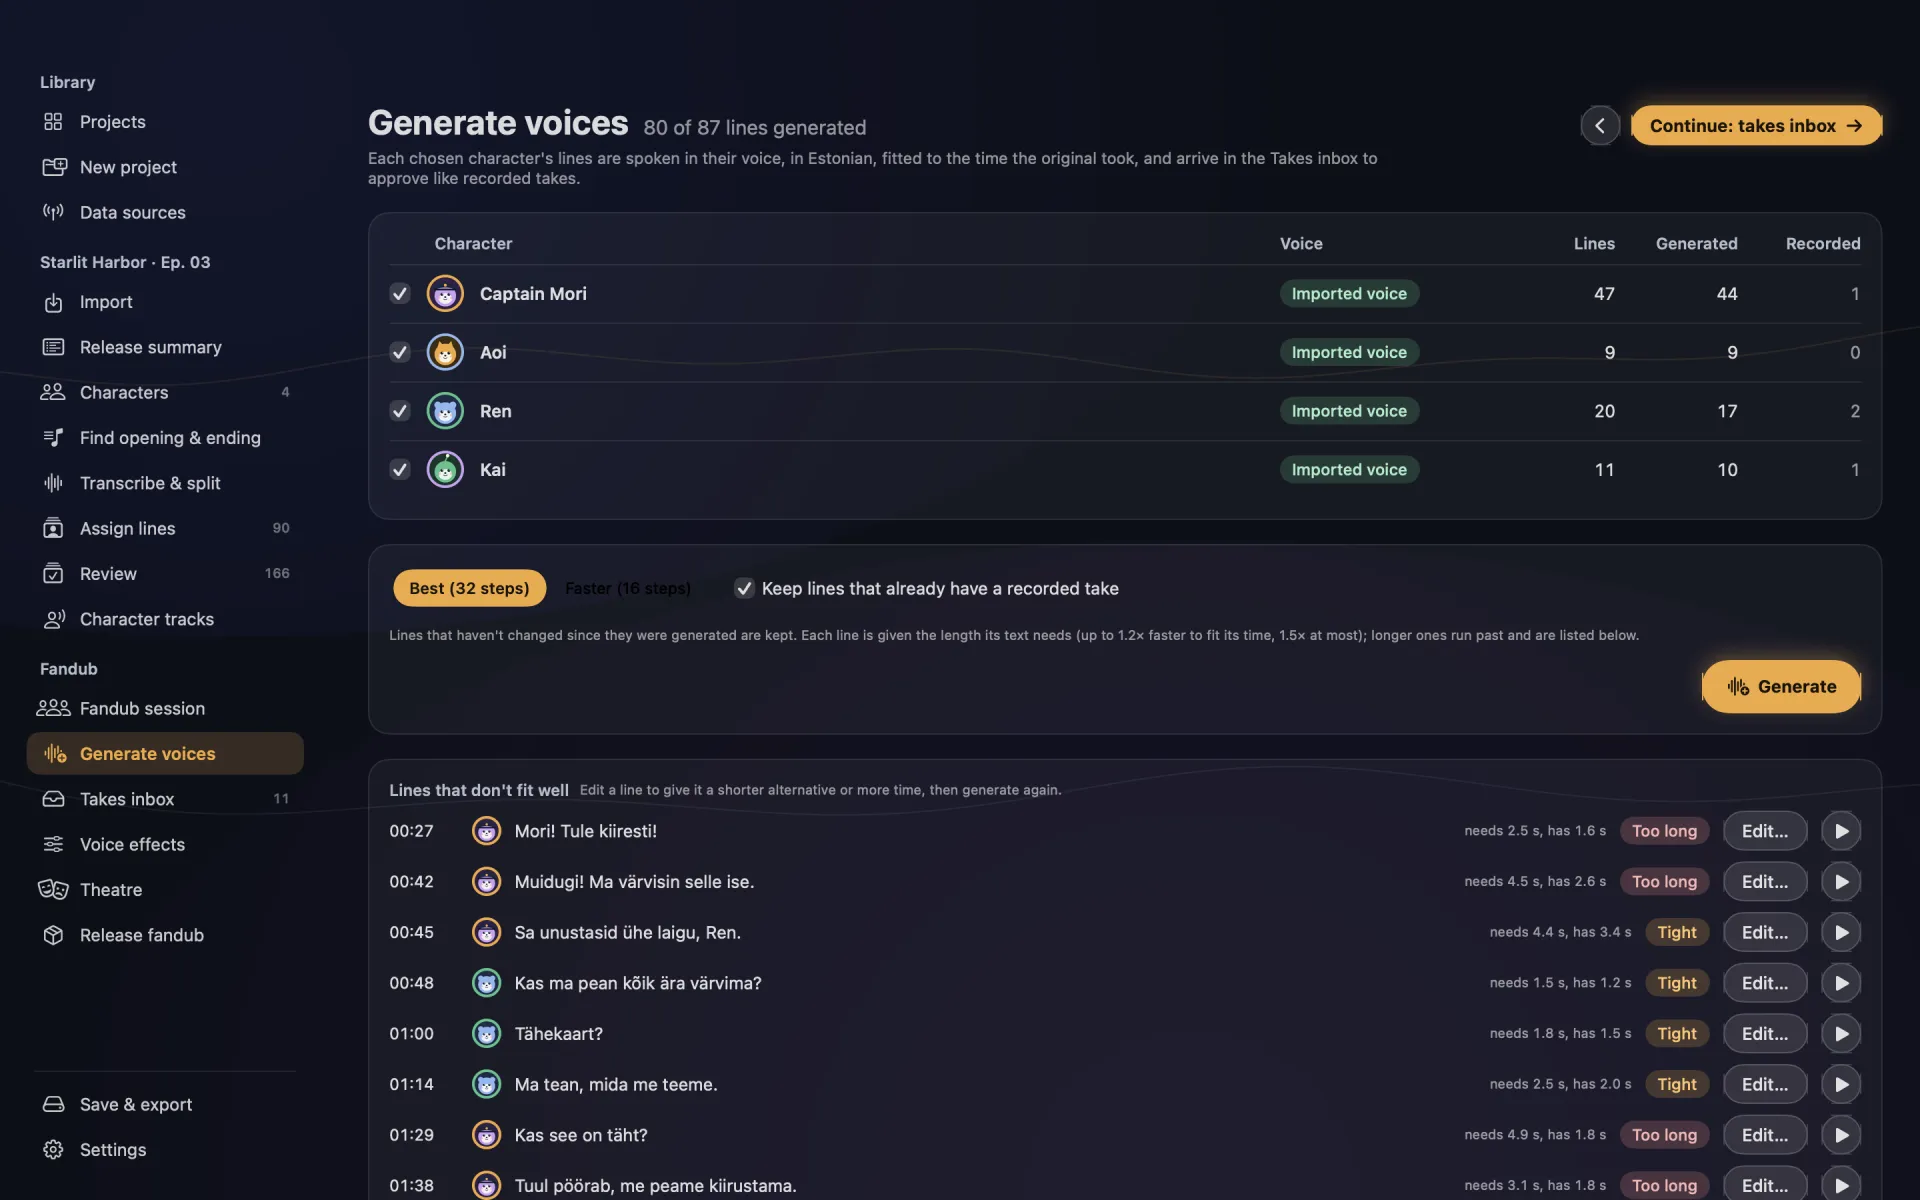 Library
Projects
New project
Data sources
Starlit Harbor · Ep. 03
Import
Release summary
Characters 4
Find opening & ending
Transcribe & split
Assign lines 90
Review 166
Character tracks
Fandub
Fandub session
Generate voices
Takes inbox 11
Voice effects
Theatre
Release fandub
Save & export
Settings
Generate voices 80 of 87 lines generated
Continue: takes inbox →
Each chosen character's lines are spoken in their voice, in Estonian, fitted to the time the original took, and arrive in the Takes inbox to
approve like recorded takes.
Character Voice Lines Generated Recorded
Captain Mori Imported voice 47 44 1
Aoi Imported voice 9 9 0
Ren Imported voice 20 17 2
Kai Imported voice 11 10 1
Best (32 steps) Faster (16 steps) Keep lines that already have a recorded take
Lines that haven't changed since they were generated are kept. Each line is given the length its text needs (up to 1.2× faster to fit its time, 1.5× at most); longer ones run past and are listed below.
Generate
Lines that don't fit well Edit a line to give it a shorter alternative or more time, then generate again.
00:27 Mori! Tule kiiresti! needs 2.5 s, has 1.6 s Too long Edit...
00:42 Muidugi! Ma värvisin selle ise. needs 4.5 s, has 2.6 s Too long Edit...
00:45 Sa unustasid ühe laigu, Ren. needs 4.4 s, has 3.4 s Tight Edit...
00:48 Kas ma pean kõik ära värvima? needs 1.5 s, has 1.2 s Tight Edit...
01:00 Tähekaart? needs 1.8 s, has 1.5 s Tight Edit...
01:14 Ma tean, mida me teeme. needs 2.5 s, has 2.0 s Tight Edit...
01:29 Kas see on täht? needs 4.9 s, has 1.8 s Too long Edit...
01:38 Tuul pöörab, me peame kiirustama. needs 3.1 s, has 1.8 s Too long Edit...